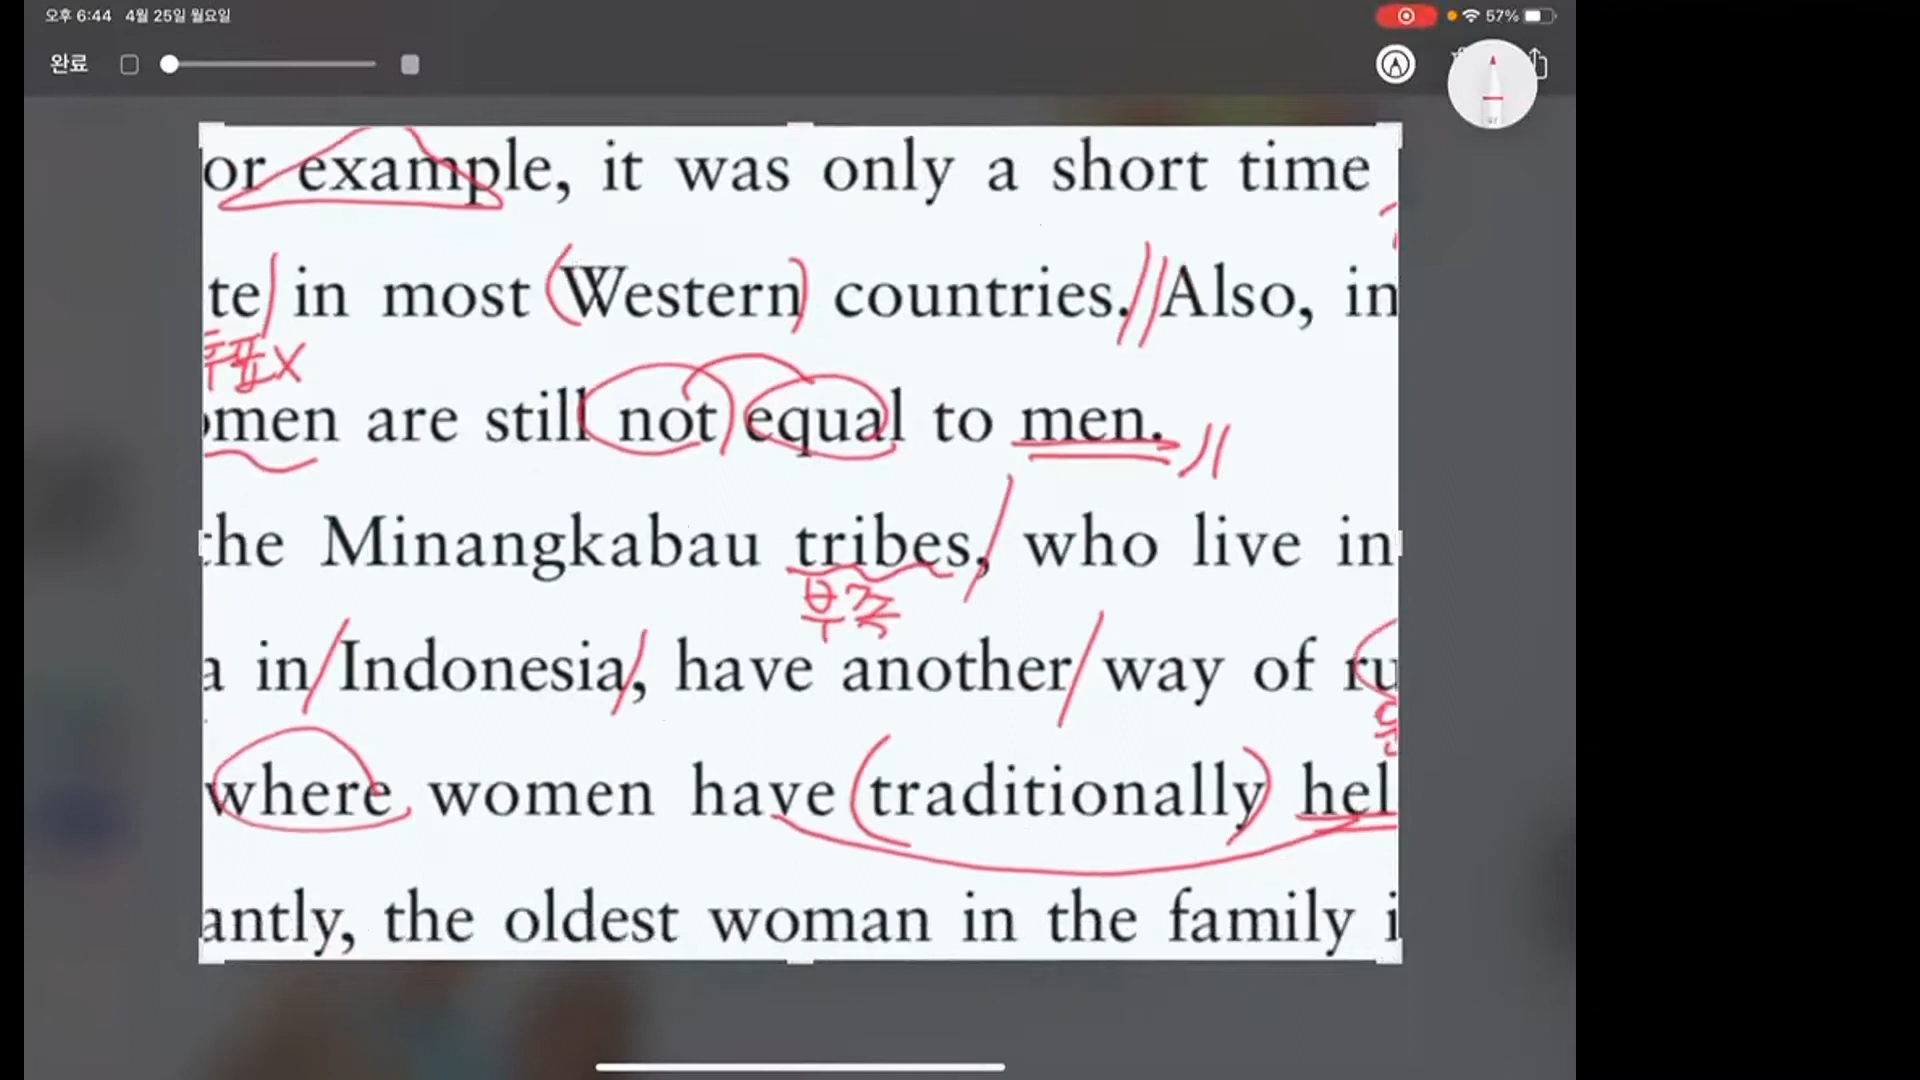 오후 6:44 4월 25일 월요일 57%
완료
or example, it was only a short time
te in most Western countries. Also, in
투표X
omen are still not equal to men.
the Minangkabau tribes, who live in
부족
a in Indonesia, have another way of ru
where women have traditionally hel
antly, the oldest woman in the family i